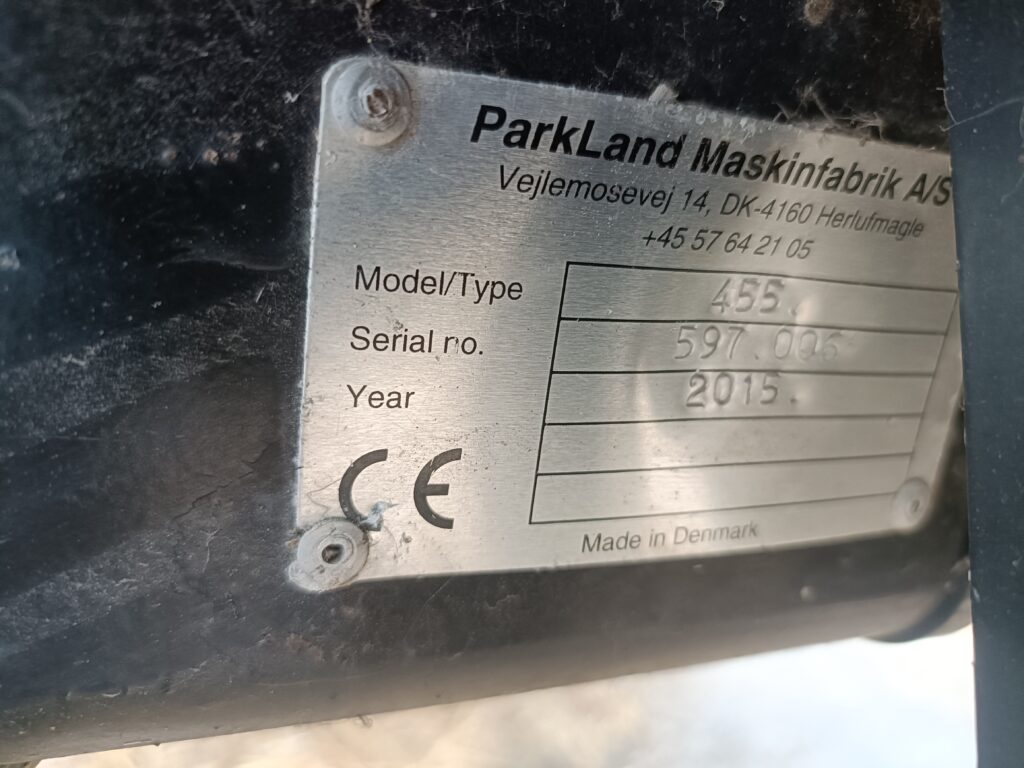 ParkLand Maskinfabrik A/S
Vejlemosevej 14, DK-4160 Herlufmagle
+45 57 64 21 05
Model/Type 455.
Serial no. 597.006
Year 2015.
CE
Made in Denmark